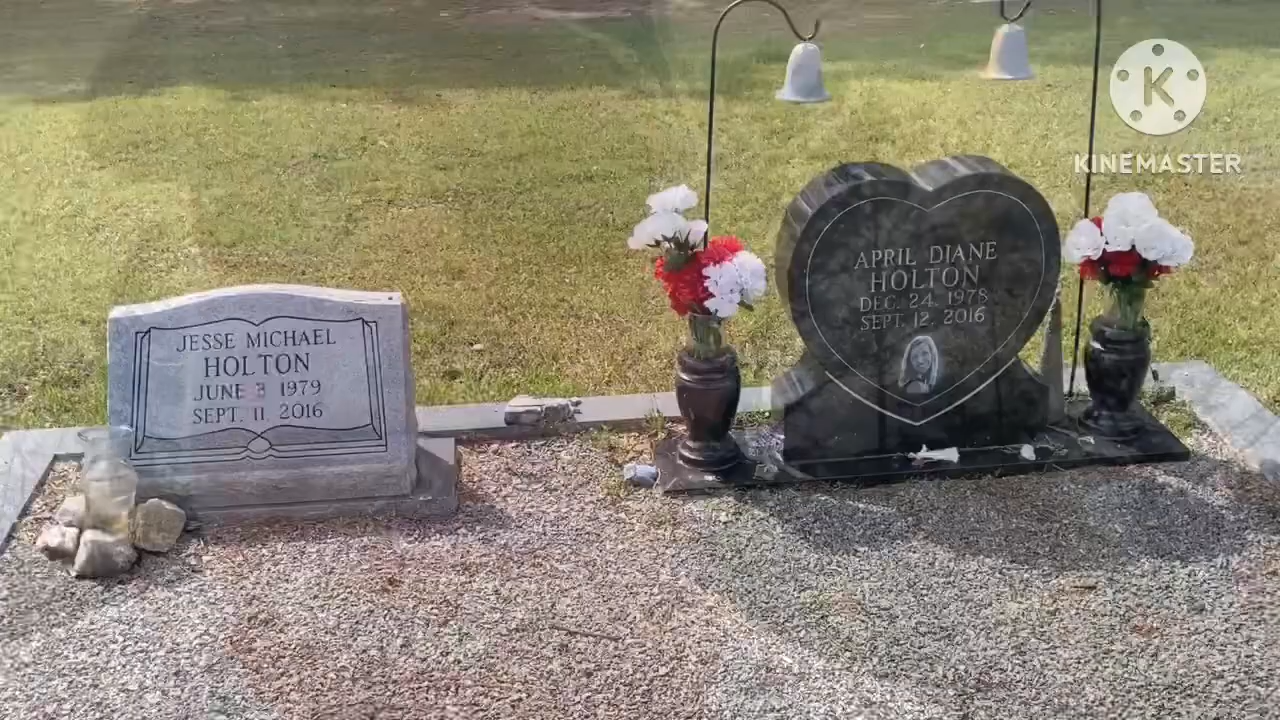 JESSE MICHAEL
HOLTON
JUNE 3 1979
SEPT. 11. 2016
APRIL DIANE
HOLTON
DEC. 24. 1978
SEPT. 12. 2016
K
KINEMASTER